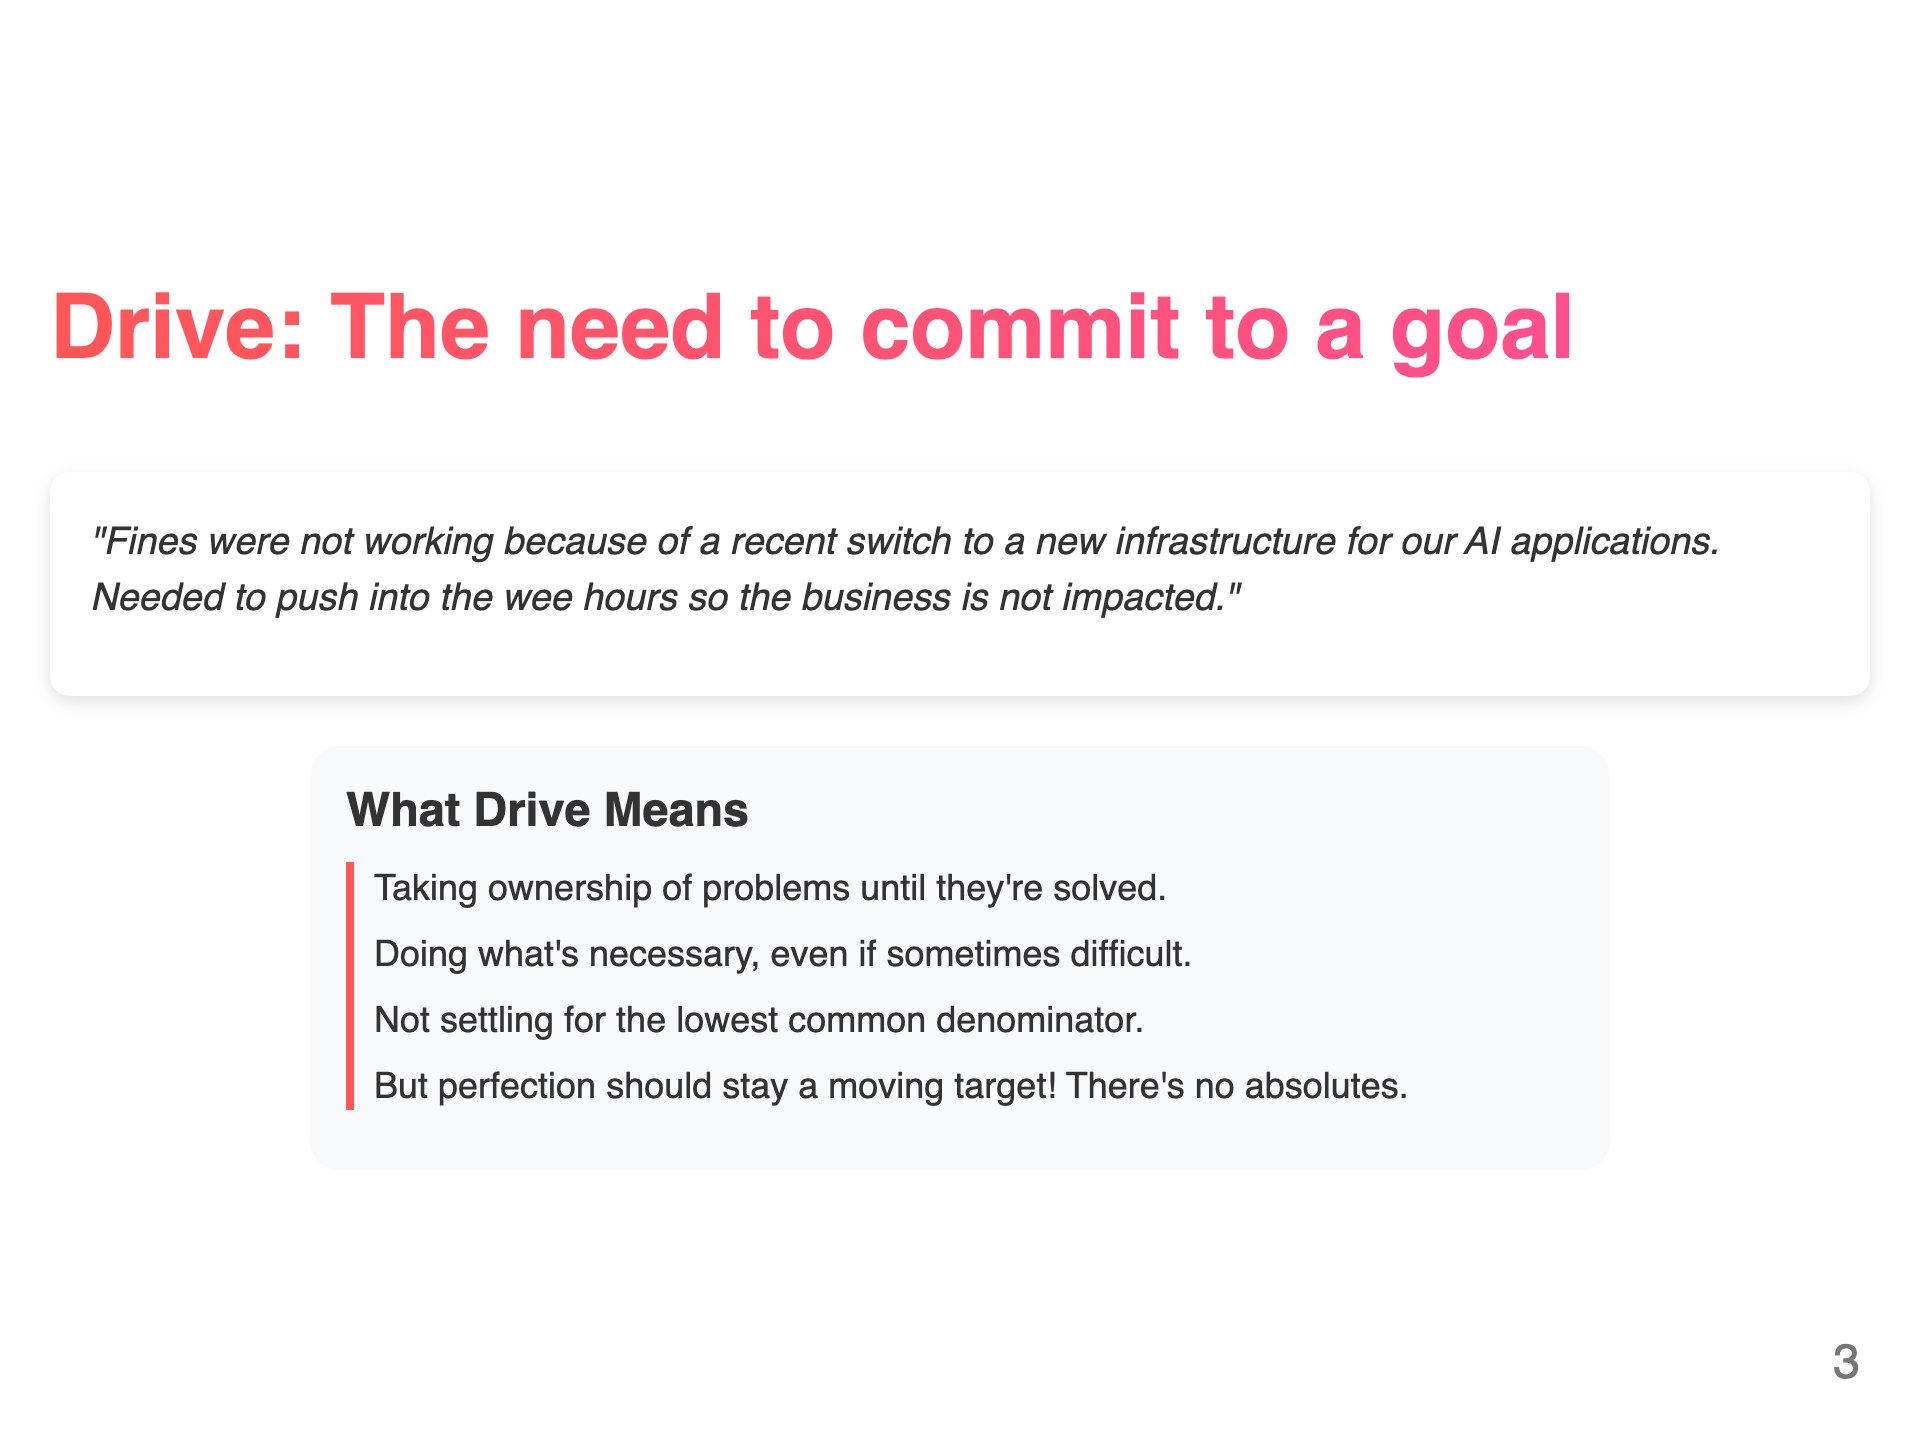 Drive: The need to commit to a goal
"Fines were not working because of a recent switch to a new infrastructure for our AI applications.
Needed to push into the wee hours so the business is not impacted."
What Drive Means
Taking ownership of problems until they're solved.
Doing what's necessary, even if sometimes difficult.
Not settling for the lowest common denominator.
But perfection should stay a moving target! There's no absolutes.
3